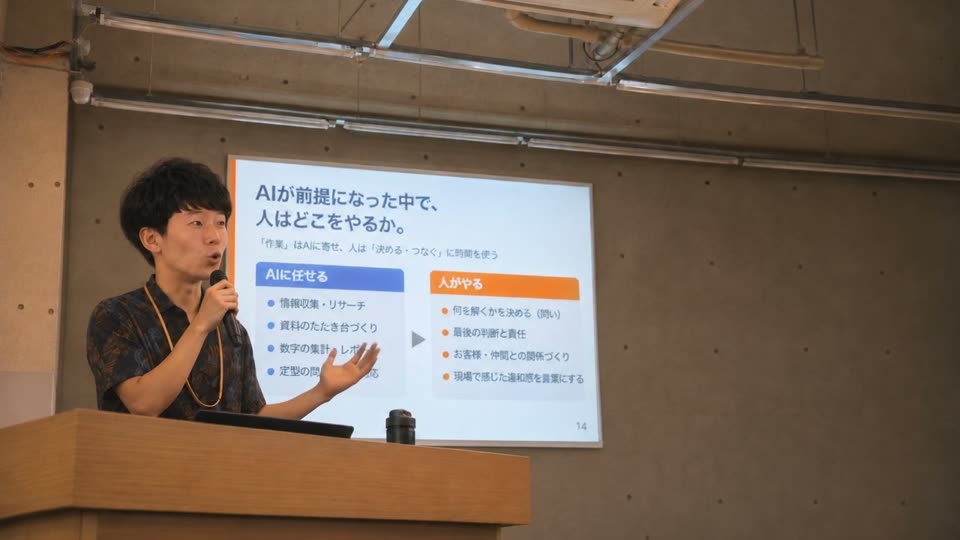 AIが前提になった中で、
人はどこをやるか。
「作業」はAIに寄せ、人は「決める・つなぐ」に時間を使う
AIに任せる
情報収集・リサーチ
資料のたたき台づくり
数字の集計・レポ
定型の問
応
人がやる
何を解くかを決める（問い）
最後の判断と責任
お客様・仲間との関係づくり
現場で感じた違和感を言葉にする
14